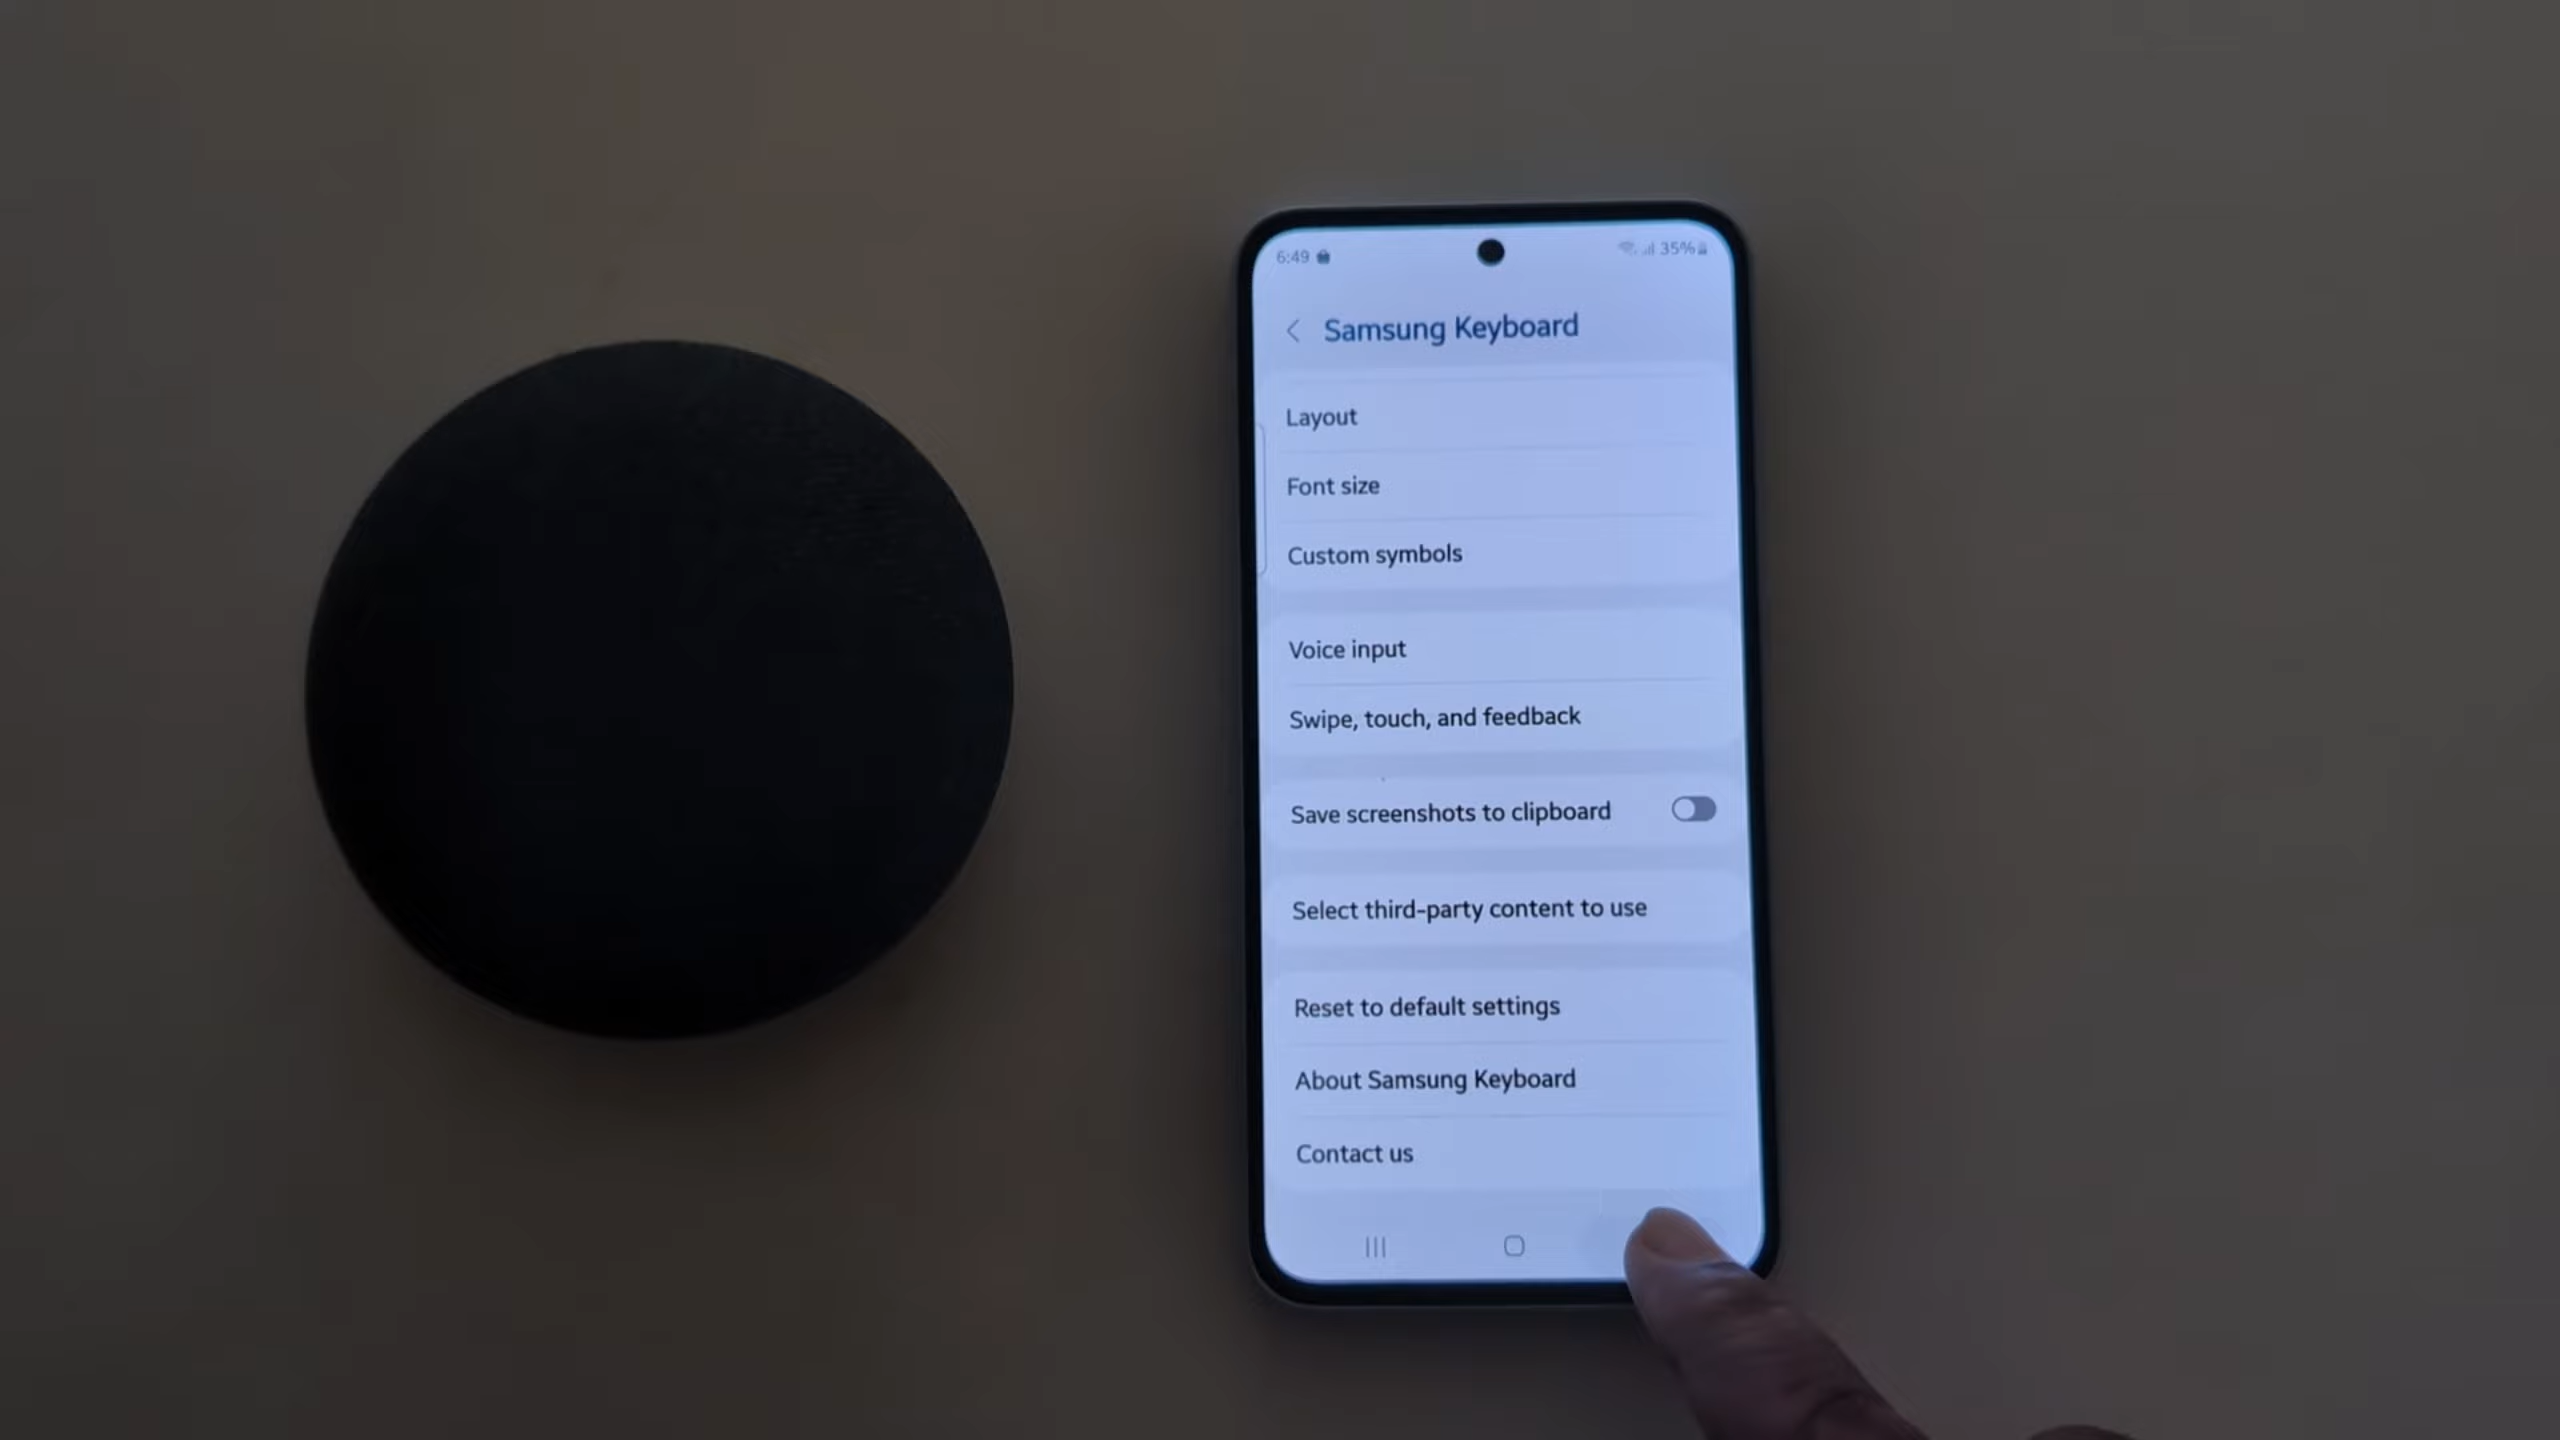 6:49 35%
Samsung Keyboard
Layout
Font size
Custom symbols
Voice input
Swipe, touch, and feedback
Save screenshots to clipboard
Select third-party content to use
Reset to default settings
About Samsung Keyboard
Contact us